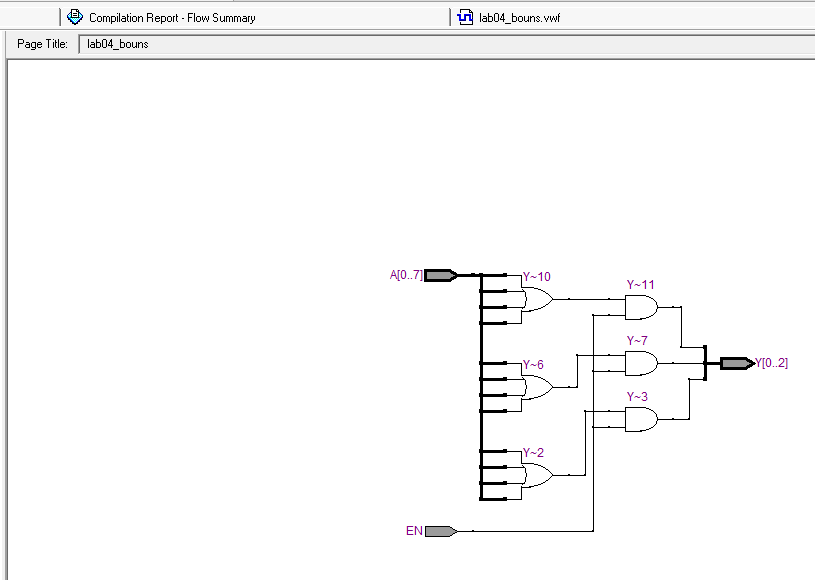 Compilation Report - Flow Summary
lab04_bouns.vwf
Page Title:
lab04_bouns
A[0..7]
Y~10
Y~11
Y~7
Y~6
Y[0..2]
Y~3
Y~2
EN